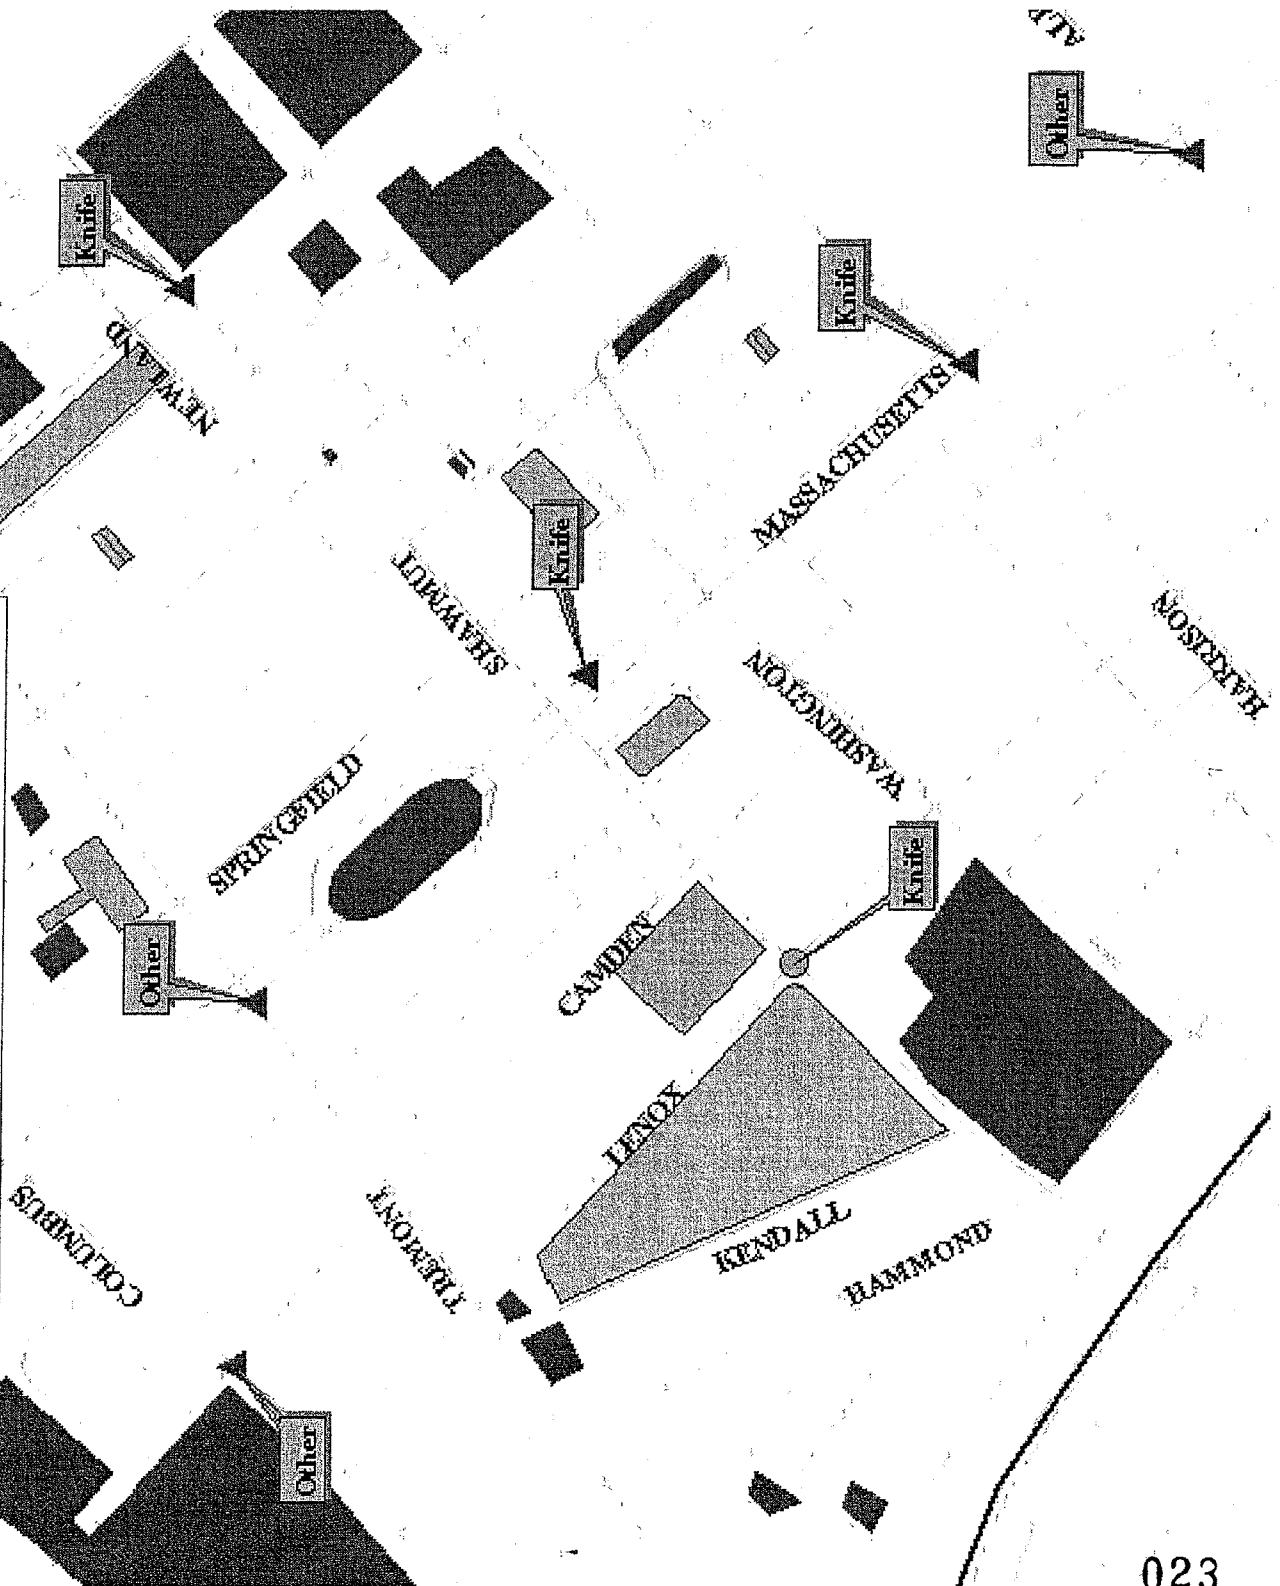 Knife
NEWLAND
Other
Knife
MASSACHUSETTS
Knife
SHAWMUT
WASHINGTON
HARRISON
SPRINGFIELD
Other
CAMDEN
Knife
LENOX
COLUMBUS
TREMONT
KENDALL
HAMMOND
Other
023